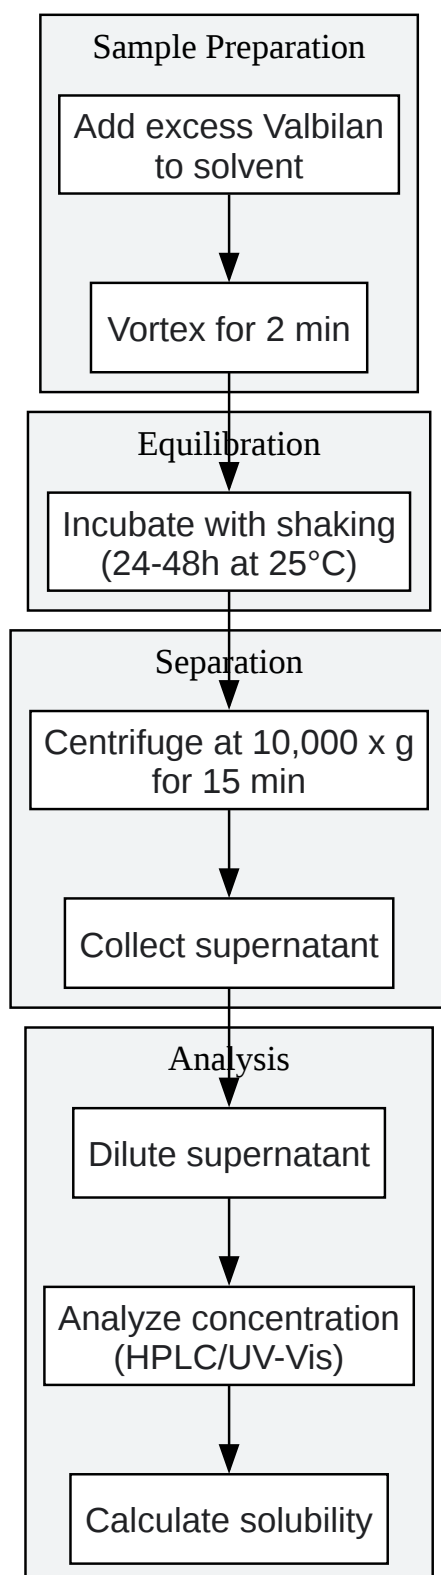 Sample Preparation
Add excess Valbilan
to solvent
Vortex for 2 min
Equilibration
Incubate with shaking
(24-48h at 25°C)
Separation
Centrifuge at 10,000 x g
for 15 min
Collect supernatant
Analysis
Dilute supernatant
Analyze concentration
(HPLC/UV-Vis)
Calculate solubility